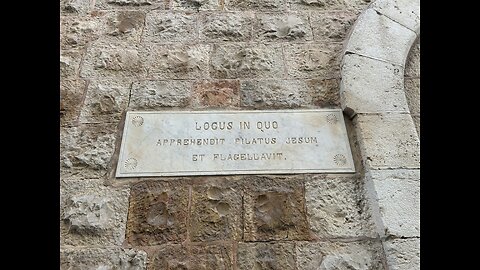 LOCUS IN QUO
APPREHENDIT PILATUS JESUM
ET FLAGELLAVIT.